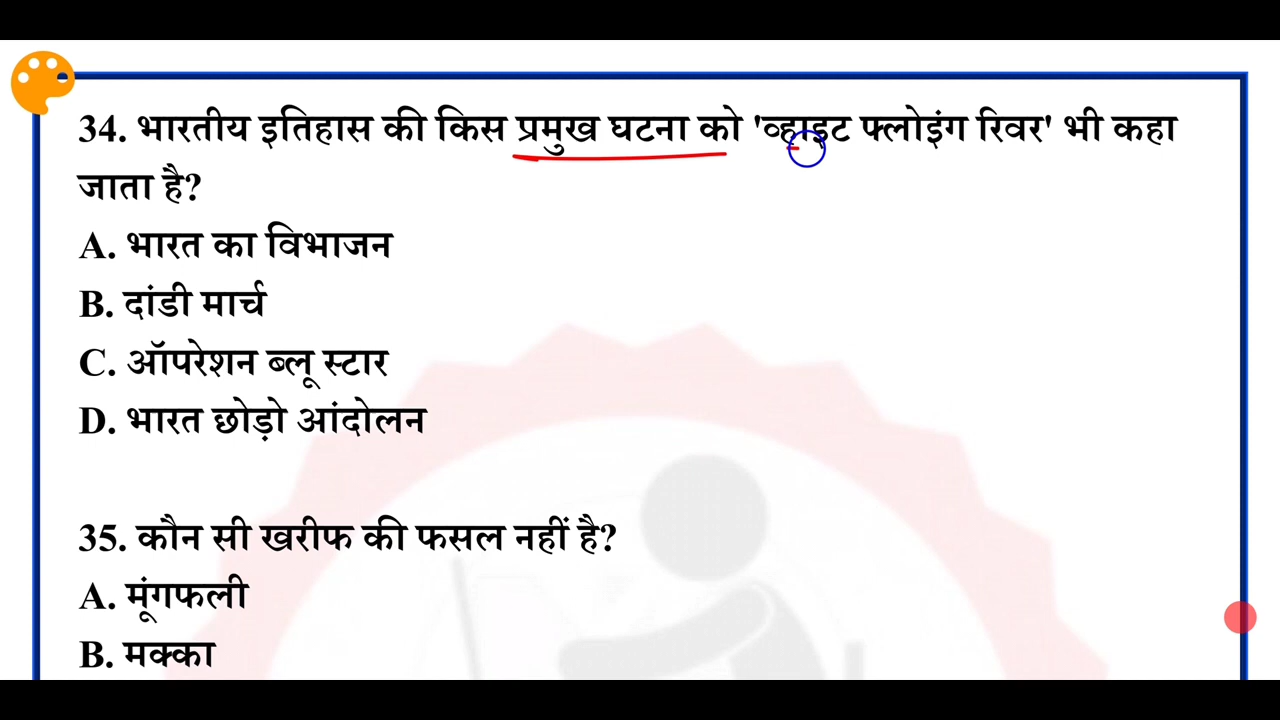 34. भारतीय इतिहास की किस प्रमुख घटना को 'व्हाइट फ्लोइंग रिवर' भी कहा
जाता है?
A. भारत का विभाजन
B. दांडी मार्च
C. ऑपरेशन ब्लू स्टार
D. भारत छोड़ो आंदोलन
35. कौन सी खरीफ की फसल नहीं है?
A. मूंगफली
B. मक्का